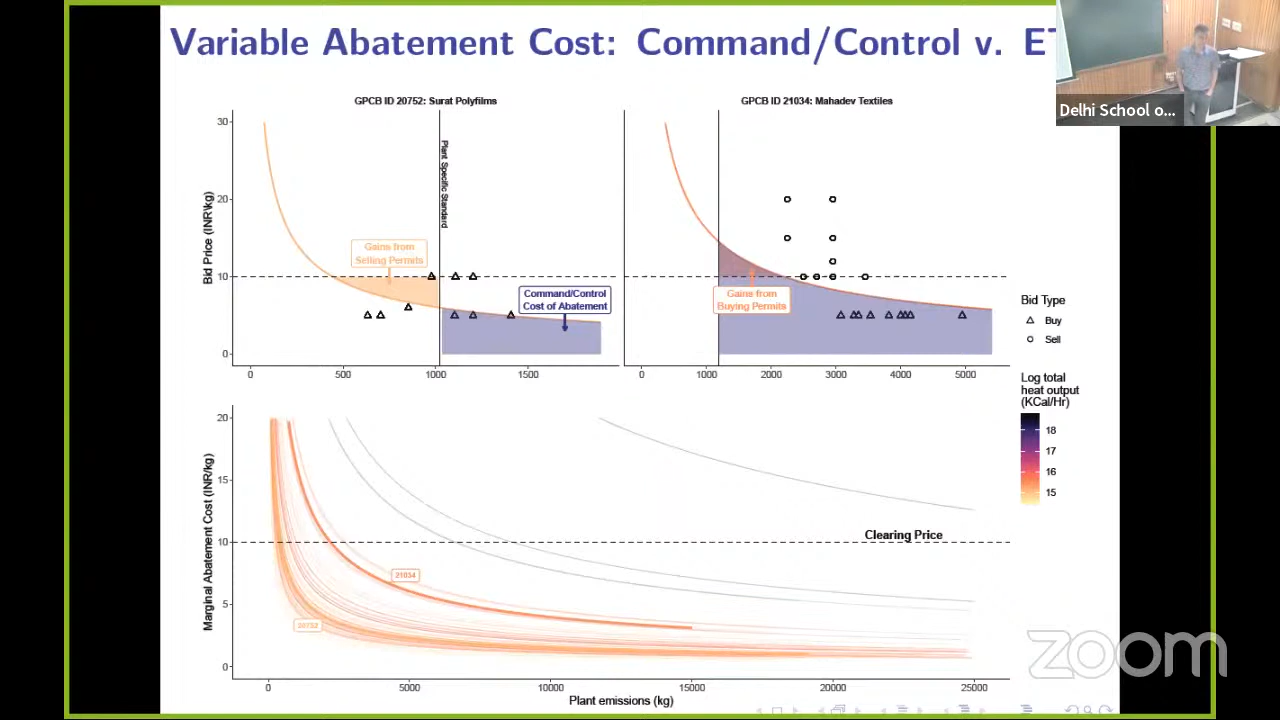 Variable Abatement Cost: Command/Control v. ET
Delhi School o...
GPCB ID 20752: Surat Polyfilms
GPCB ID 21034: Mahadev Textiles
Bid Price (INR/kg)
30
20
10
0
Plant Specific Standard
Gains from
Selling Permits
Command/Control
Cost of Abatement
Gains from
Buying Permits
0 500 1000 1500
0 1000 2000 3000 4000 5000
Bid Type
Buy
Sell
Log total
heat output
(KCal/Hr)
18
17
16
15
Marginal Abatement Cost (INR/kg)
20
15
10
5
0
Clearing Price
21034
20752
0 5000 10000 15000 20000 25000
Plant emissions (kg)
zoom